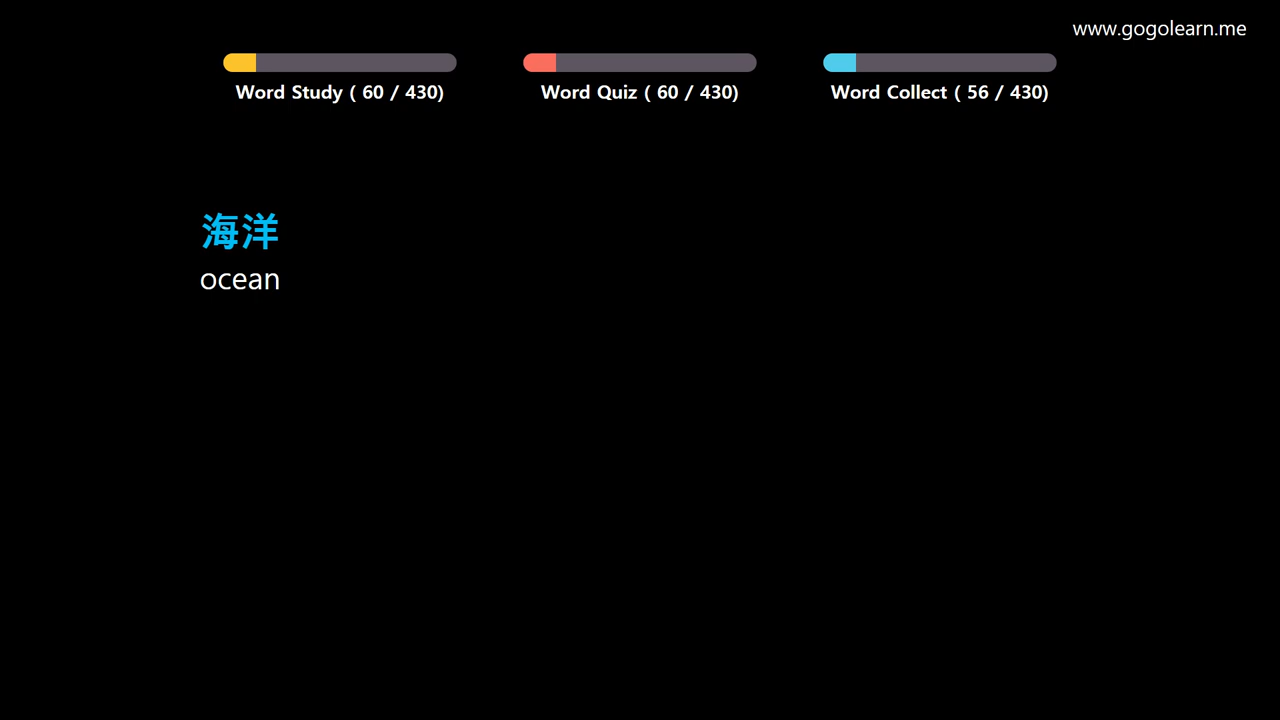 www.gogolearn.me
Word Study ( 60 / 430)
Word Quiz ( 60 / 430)
Word Collect ( 56 / 430)
海洋
ocean